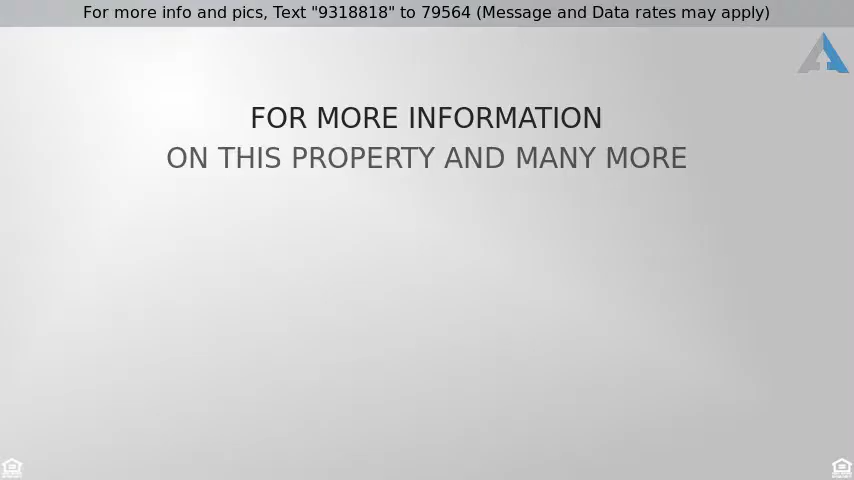 For more info and pics, Text "9318818" to 79564 (Message and Data rates may apply)
FOR MORE INFORMATION
ON THIS PROPERTY AND MANY MORE